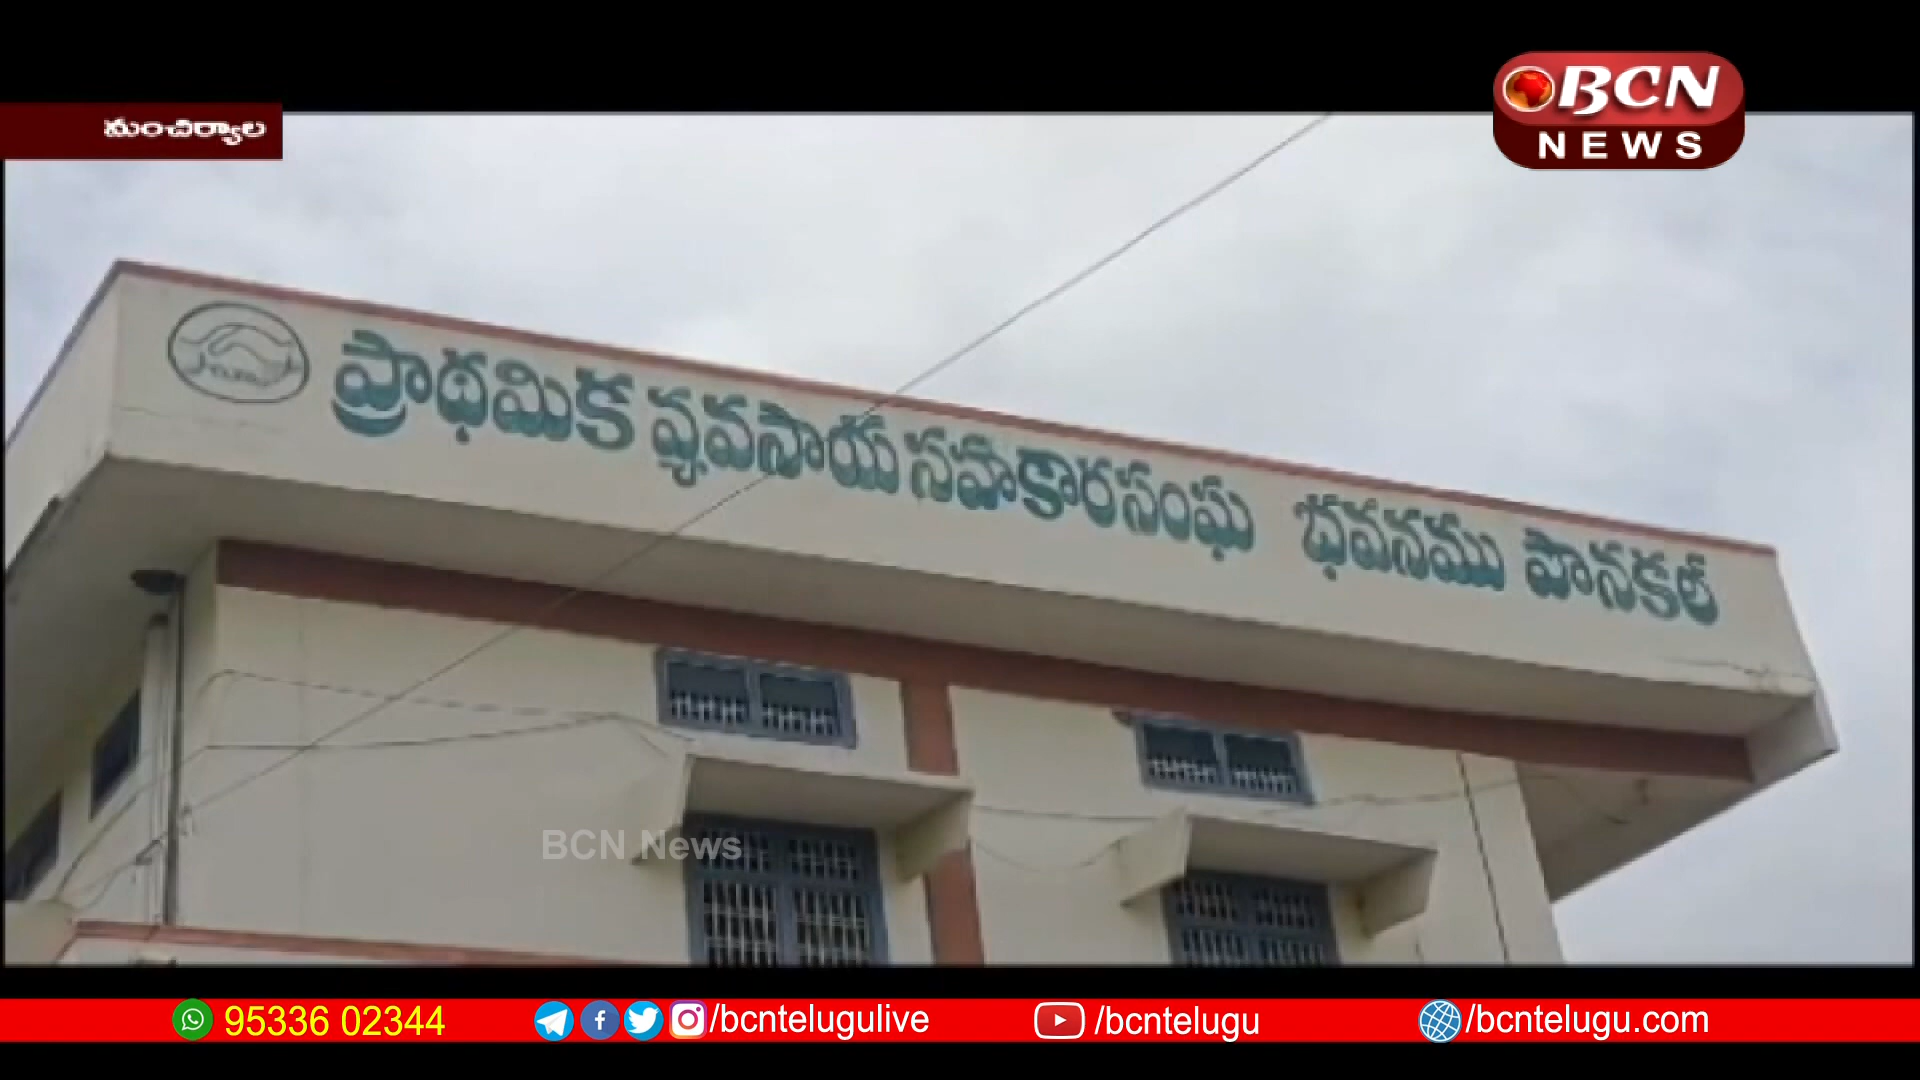 మంచిర్యాల
BCN
NEWS
ప్రాథమిక వ్యవసాయ సహకార సంఘ భవనము పొనకల్
BCN News
95336 02344
/bcntelugulive
/bcntelugu
/bcntelugu.com